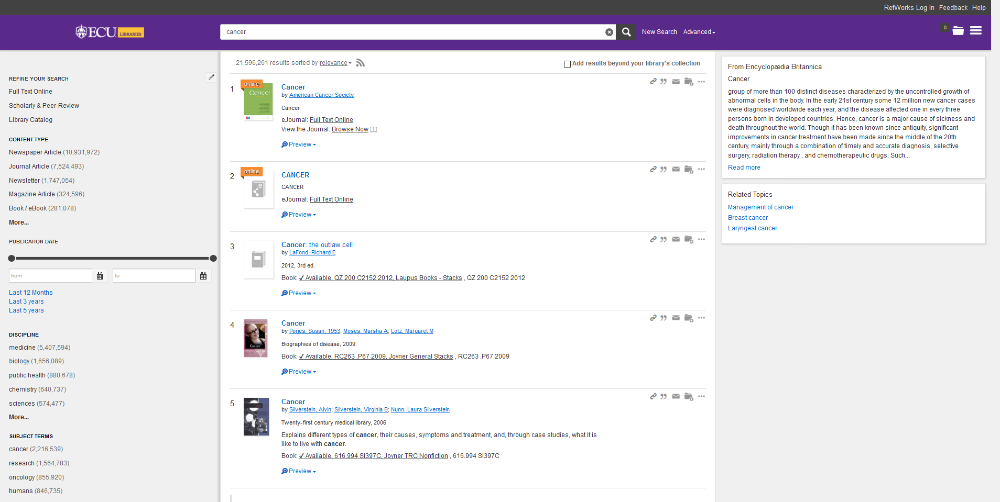 RefWorks Log In Feedback Help
ECU LIBRARIES
cancer
New Search Advanced
0
REFINE YOUR SEARCH
Full Text Online
Scholarly & Peer-Review
Library Catalog
CONTENT TYPE
Newspaper Article (10,931,972)
Journal Article (7,524,493)
Newsletter (1,747,054)
Magazine Article (324,596)
Book / eBook (281,078)
More...
PUBLICATION DATE
from
to
Last 12 Months
Last 3 years
Last 5 years
DISCIPLINE
medicine (5,407,594)
biology (1,656,089)
public health (880,678)
chemistry (640,737)
sciences (574,477)
More...
SUBJECT TERMS
cancer (2,216,539)
research (1,564,783)
oncology (855,920)
humans (846,735)
21,596,261 results sorted by relevance
Add results beyond your library's collection
1
online
Cancer
Cancer
by American Cancer Society
Cancer
eJournal: Full Text Online
View the Journal: Browse Now
Preview
2
online
CANCER
CANCER
eJournal: Full Text Online
Preview
3
Cancer: the outlaw cell
by LaFond, Richard E
2012, 3rd ed.
Book: ✓ Available, QZ 200 C2152 2012, Laupus Books - Stacks , QZ 200 C2152 2012
Preview
4
Cancer
Cancer
by Pories, Susan, 1953; Moses, Marsha A; Lotz, Margaret M
Biographies of disease, 2009
Book: ✓ Available, RC263 .P67 2009, Joyner General Stacks , RC263 .P67 2009
Preview
5
Cancer
by Silverstein, Alvin; Silverstein, Virginia B; Nunn, Laura Silverstein
Twenty-first century medical library, 2006
Explains different types of cancer, their causes, symptoms and treatment, and, through case studies, what it is
like to live with cancer.
Book: ✓ Available, 616.994 SI397C, Joyner TRC Nonfiction , 616.994 SI397C
Preview
From Encyclopædia Britannica
Cancer
group of more than 100 distinct diseases characterized by the uncontrolled growth of
abnormal cells in the body. In the early 21st century some 12 million new cancer cases
were diagnosed worldwide each year, and the disease affected one in every three
persons born in developed countries. Hence, cancer is a major cause of sickness and
death throughout the world. Though it has been known since antiquity, significant
improvements in cancer treatment have been made since the middle of the 20th
century, mainly through a combination of timely and accurate diagnosis, selective
surgery, radiation therapy , and chemotherapeutic drugs. Such...
Read more
Related Topics
Management of cancer
Breast cancer
Laryngeal cancer